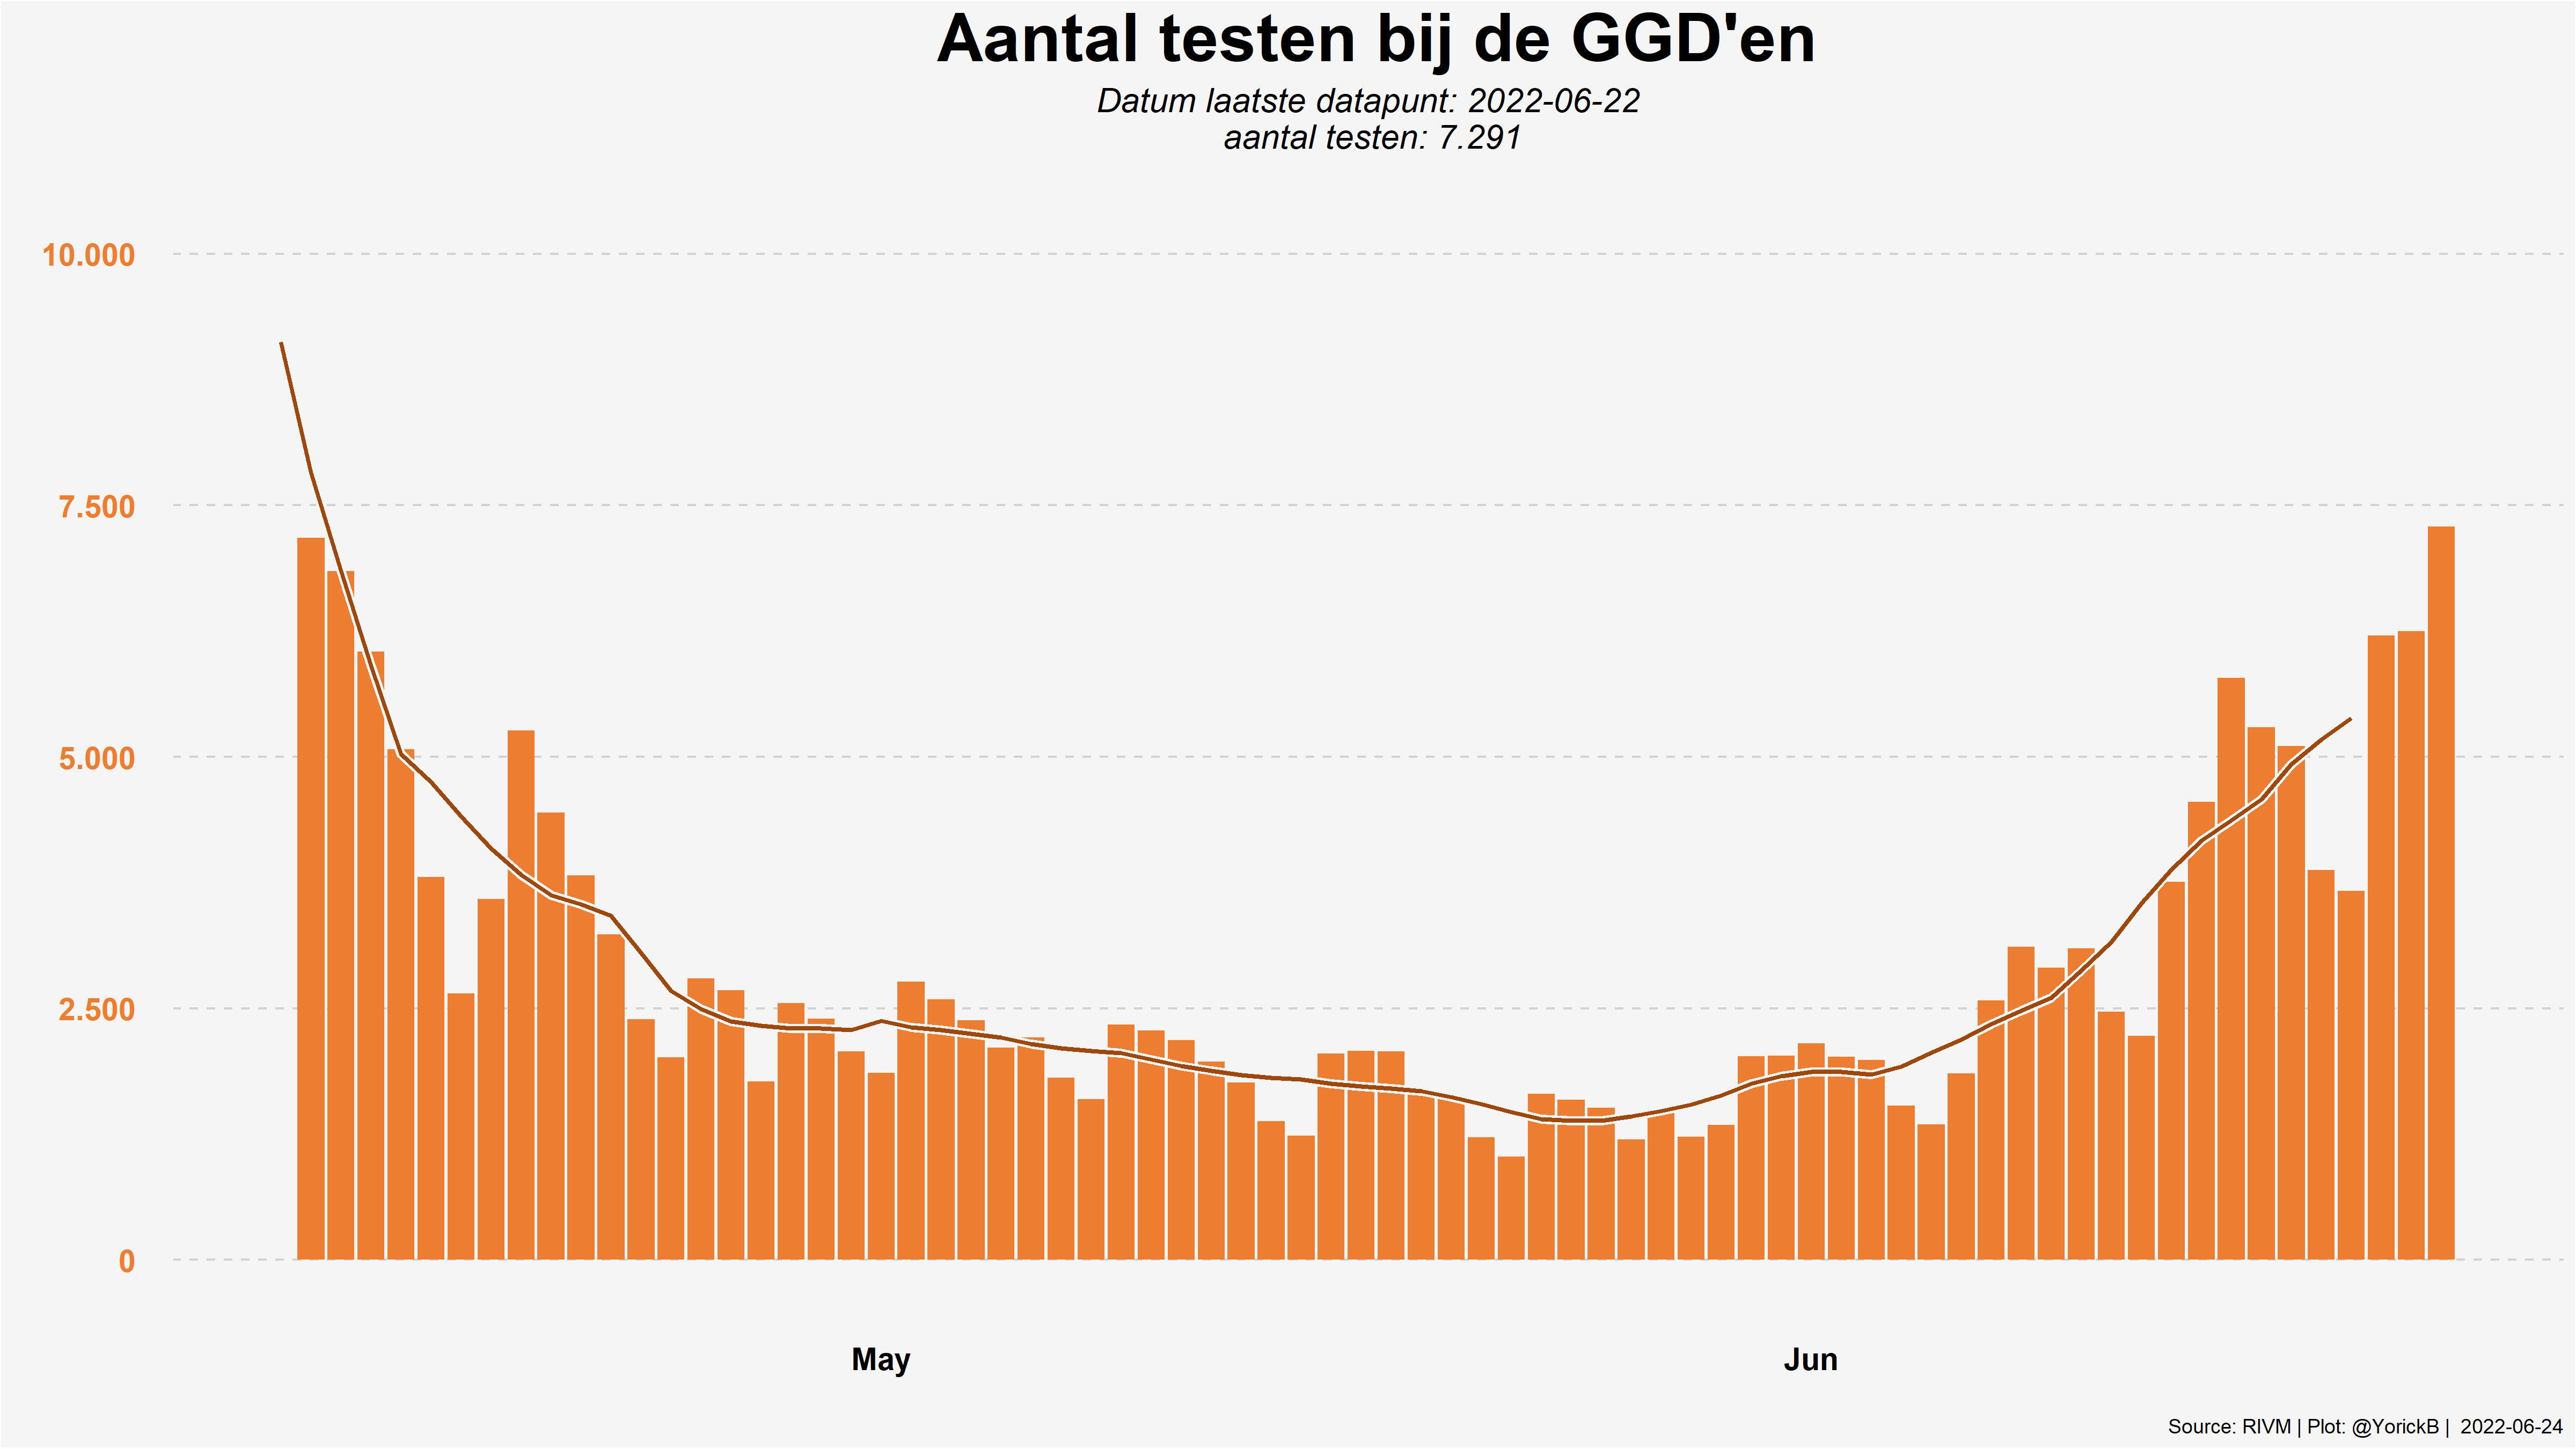 Aantal testen bij de GGD'en
Datum laatste datapunt: 2022-06-22
aantal testen: 7.291
10.000
7.500
5.000
2.500
0
May
Jun
Source: RIVM | Plot: @YorickB | 2022-06-24